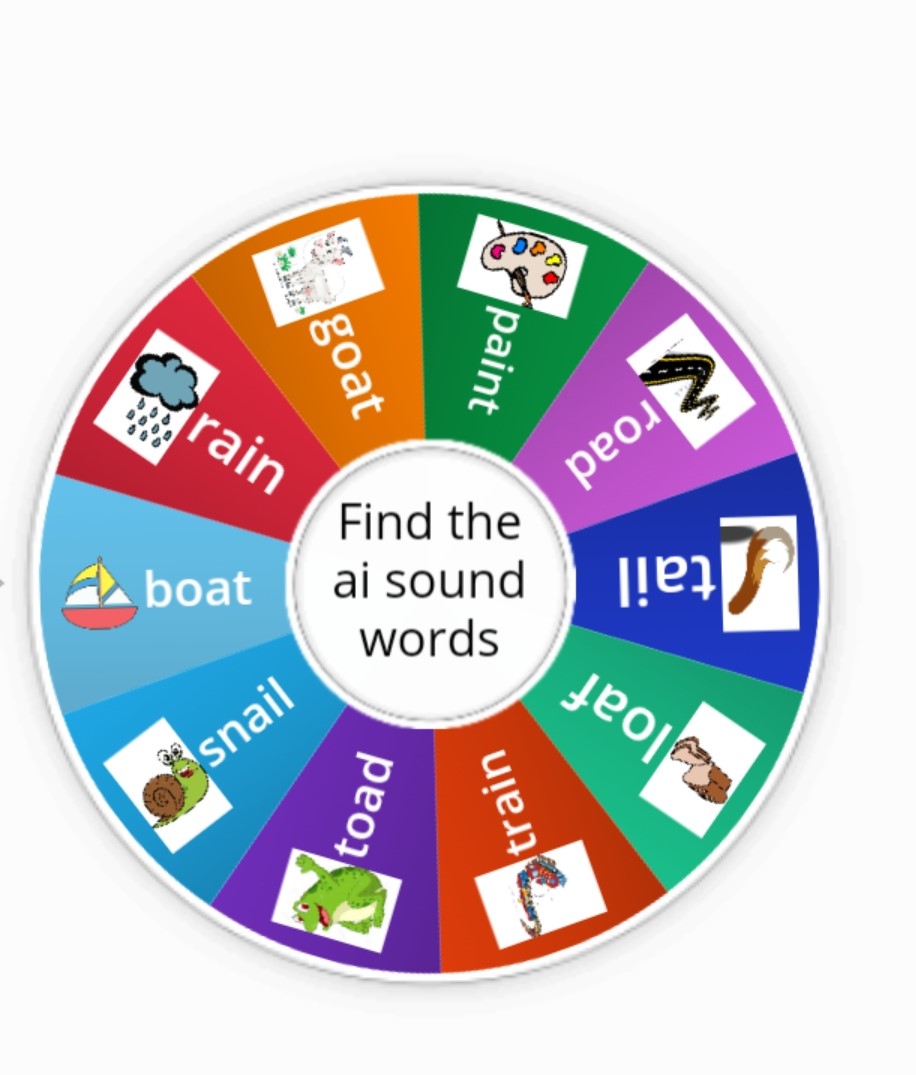 Find the
ai sound
words
paint
road
tail
loaf
train
toad
snail
boat
rain
goat